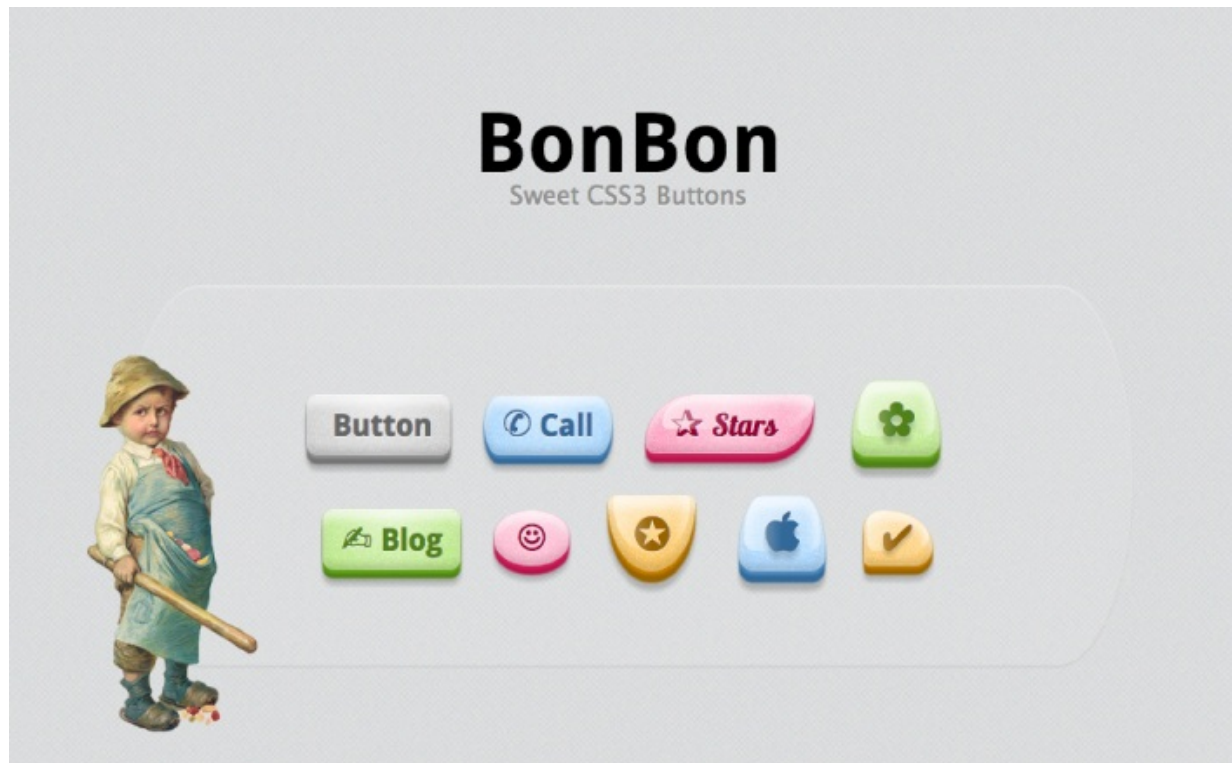 BonBon
Sweet CSS3 Buttons
Button
✆ Call
☆ Stars
✍ Blog